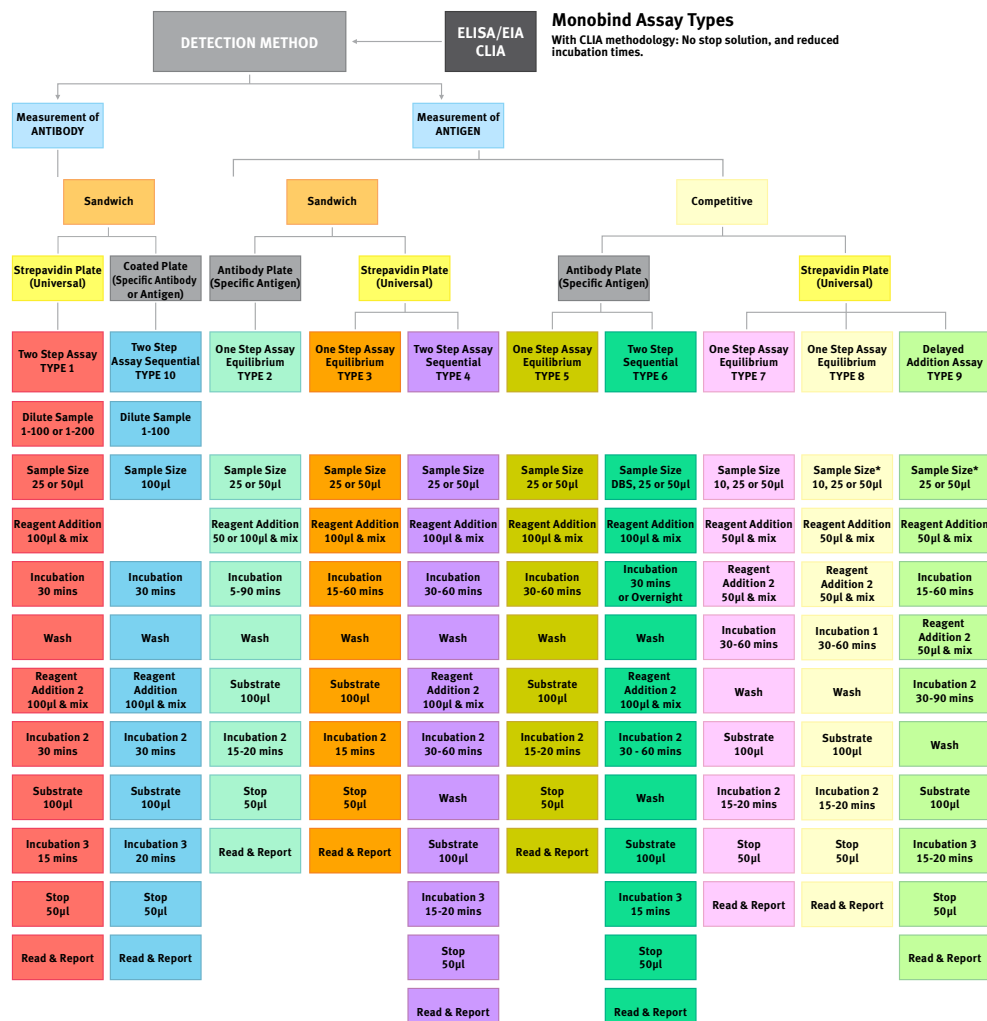 DETECTION METHOD
ELISA/EIA
CLIA
Monobind Assay Types
With CLIA methodology: No stop solution, and reduced
incubation times.
Measurement of
ANTIBODY
Measurement of
ANTIGEN
Sandwich
Sandwich
Competitive
Strepavidin Plate
(Universal)
Coated Plate
(Specific Antibody
or Antigen)
Antibody Plate
(Specific Antigen)
Strepavidin Plate
(Universal)
Antibody Plate
(Specific Antigen)
Strepavidin Plate
(Universal)
Two Step Assay
TYPE 1
Two Step
Assay Sequential
TYPE 10
One Step Assay
Equilibrium
TYPE 2
One Step Assay
Equilibrium
TYPE 3
Two Step Assay
Sequential
TYPE 4
One Step Assay
Equilibrium
TYPE 5
Two Step
Sequential
TYPE 6
One Step Assay
Equilibrium
TYPE 7
One Step Assay
Equilibrium
TYPE 8
Delayed
Addition Assay
TYPE 9
Dilute Sample
1-100 or 1-200
Dilute Sample
1-100
Sample Size
25 or 50µl
Sample Size
100µl
Sample Size
25 or 50µl
Sample Size
25 or 50µl
Sample Size
25 or 50µl
Sample Size
25 or 50µl
Sample Size
DBS, 25 or 50µl
Sample Size
10, 25 or 50µl
Sample Size*
10, 25 or 50µl
Sample Size*
25 or 50µl
Reagent Addition
100µl & mix
Reagent Addition
50 or 100µl & mix
Reagent Addition
100µl & mix
Reagent Addition
100µl & mix
Reagent Addition
100µl & mix
Reagent Addition
100µl & mix
Reagent Addition
50µl & mix
Reagent Addition
50µl & mix
Reagent Addition
50µl & mix
Incubation
30 mins
Incubation
30 mins
Incubation
5-90 mins
Incubation
15-60 mins
Incubation
30-60 mins
Incubation
30-60 mins
Incubation
30 mins
or Overnight
Reagent
Addition 2
50µl & mix
Reagent
Addition 2
50µl & mix
Incubation
15-60 mins
Wash
Wash
Wash
Wash
Wash
Wash
Wash
Incubation
30-60 mins
Incubation 1
30-60 mins
Reagent
Addition 2
50µl & mix
Reagent
Addition 2
100µl & mix
Reagent
Addition 2
100µl & mix
Substrate
100µl
Substrate
100µl
Reagent
Addition 2
100µl & mix
Substrate
100µl
Reagent
Addition 2
100µl & mix
Wash
Wash
Incubation 2
30-90 mins
Incubation 2
30 mins
Incubation 2
30 mins
Incubation 2
15-20 mins
Incubation 2
15 mins
Incubation 2
30-60 mins
Incubation 2
15-20 mins
Incubation 2
30 - 60 mins
Substrate
100µl
Substrate
100µl
Wash
Substrate
100µl
Substrate
100µl
Stop
50µl
Stop
50µl
Wash
Stop
50µl
Wash
Incubation 2
15-20 mins
Incubation 2
15-20 mins
Substrate
100µl
Incubation 3
15 mins
Incubation 3
20 mins
Read & Report
Read & Report
Substrate
100µl
Read & Report
Substrate
100µl
Stop
50µl
Stop
50µl
Incubation 3
15-20 mins
Stop
50µl
Stop
50µl
Incubation 3
15-20 mins
Incubation 3
15 mins
Read & Report
Read & Report
Stop
50µl
Read & Report
Read & Report
Stop
50µl
Stop
50µl
Read & Report
Read & Report
Read & Report